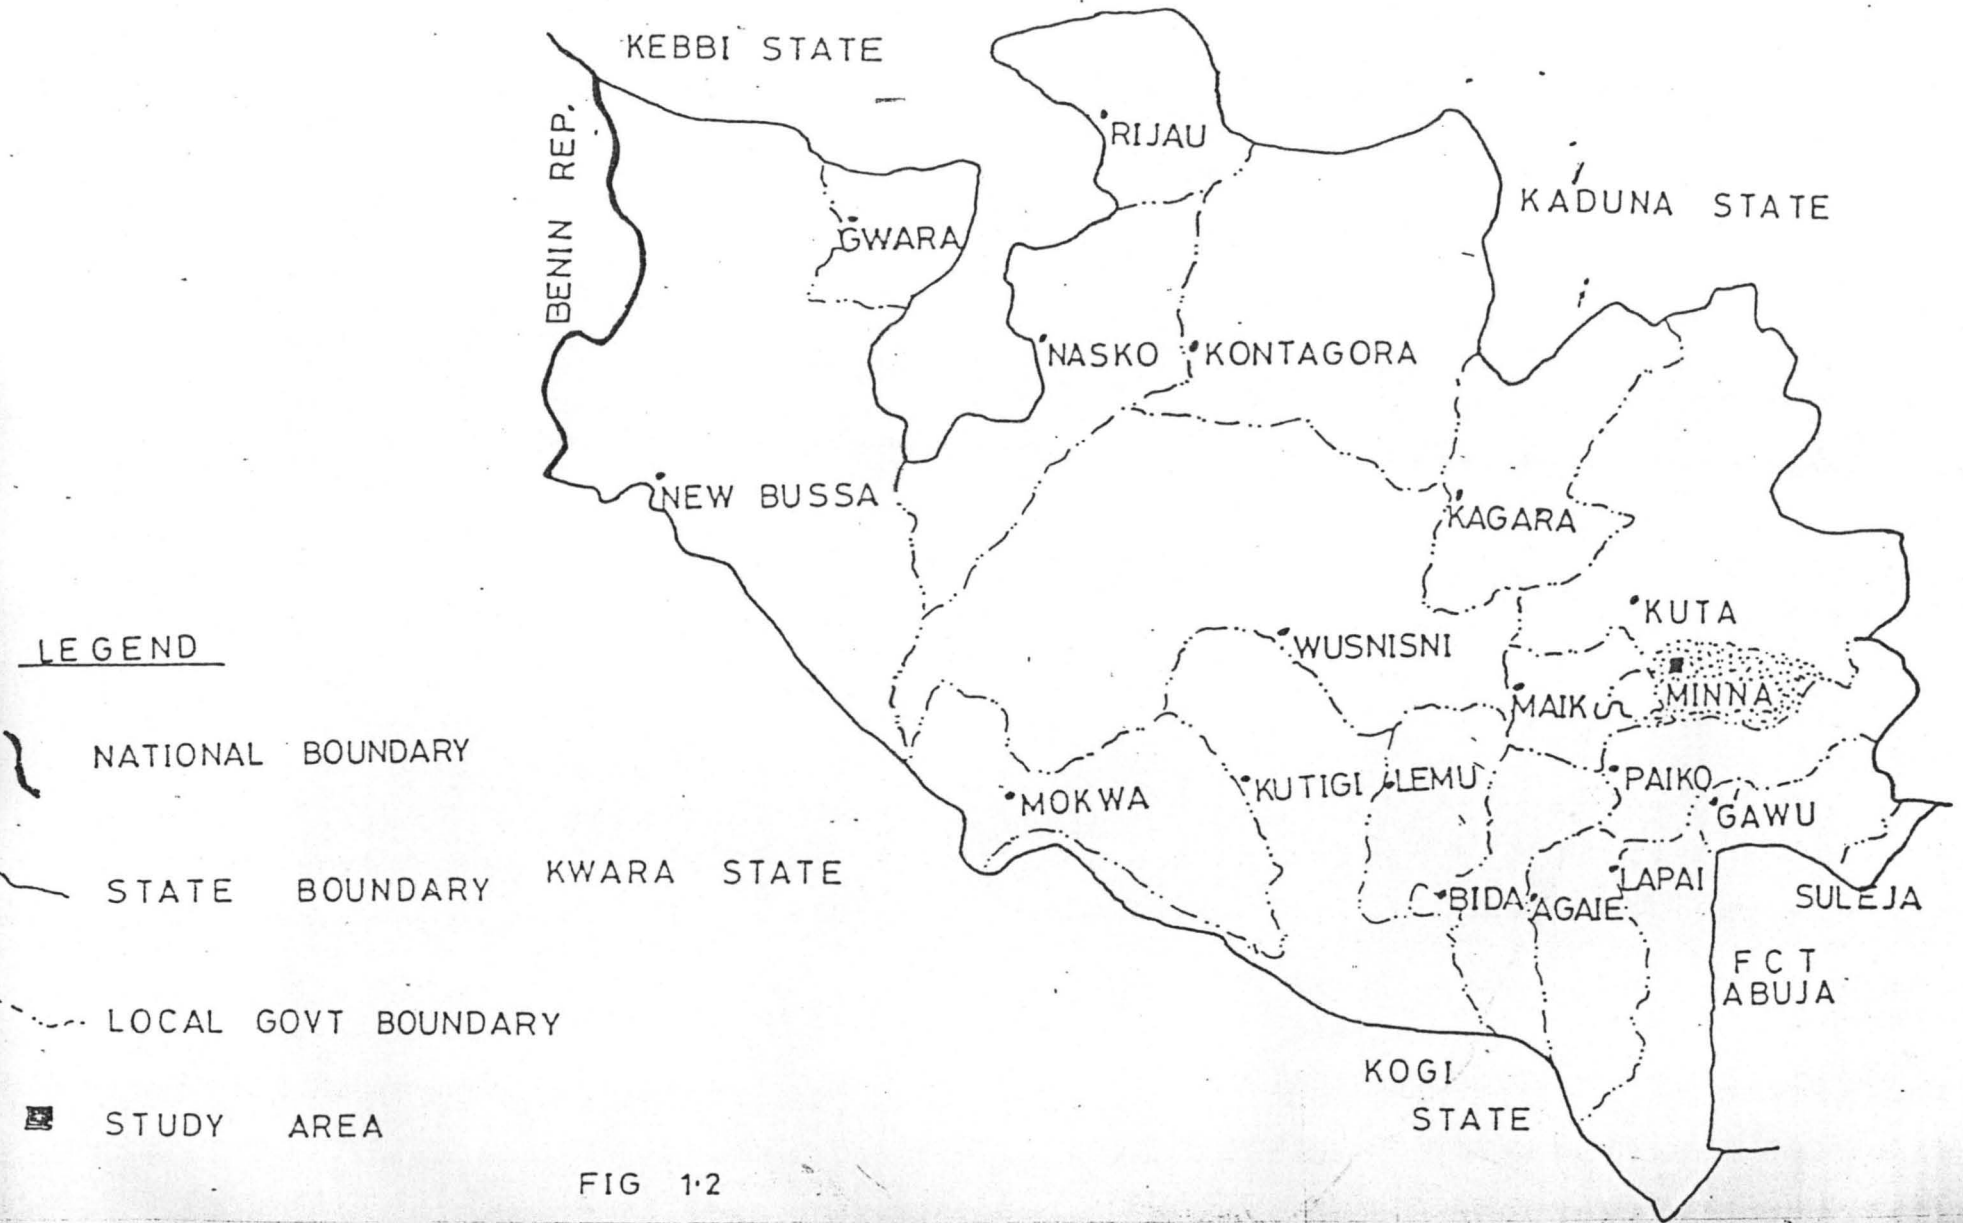 KEBBI STATE
BENIN REP.
RIJAU
KADUNA STATE
GWARA
NASKO
KONTAGORA
NEW BUSSA
KAGARA
KUTA
WUSNISNI
MINNA
MAIK
MOKWA
KUTIGI
LEMU
PAIKO
GAWU
LAPAI
BIDA
AGAIE
SULEJA
KWARA STATE
F C T
ABUJA
KOGI
STATE
LEGEND
NATIONAL BOUNDARY
STATE BOUNDARY
LOCAL GOVT BOUNDARY
STUDY AREA
FIG 1.2